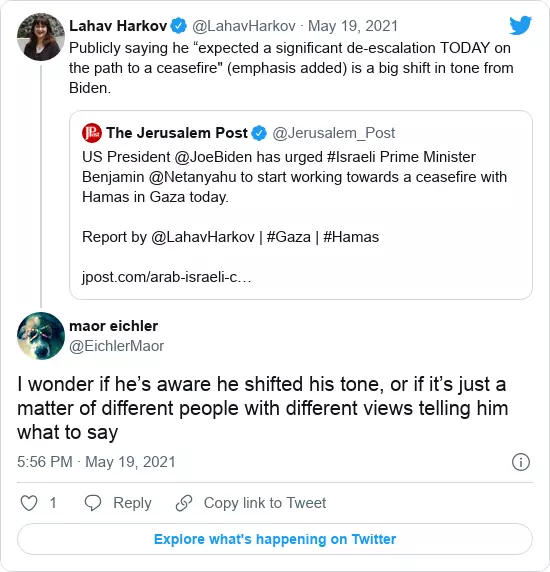 Lahav Harkov @LahavHarkov · May 19, 2021
Publicly saying he “expected a significant de-escalation TODAY on
the path to a ceasefire" (emphasis added) is a big shift in tone from
Biden.
JPost The Jerusalem Post @Jerusalem_Post
US President @JoeBiden has urged #Israeli Prime Minister
Benjamin @Netanyahu to start working towards a ceasefire with
Hamas in Gaza today.
Report by @LahavHarkov | #Gaza | #Hamas
jpost.com/arab-israeli-c…
maor eichler
@EichlerMaor
I wonder if he’s aware he shifted his tone, or if it’s just a
matter of different people with different views telling him
what to say
5:56 PM · May 19, 2021
1 Reply Copy link to Tweet
Explore what's happening on Twitter